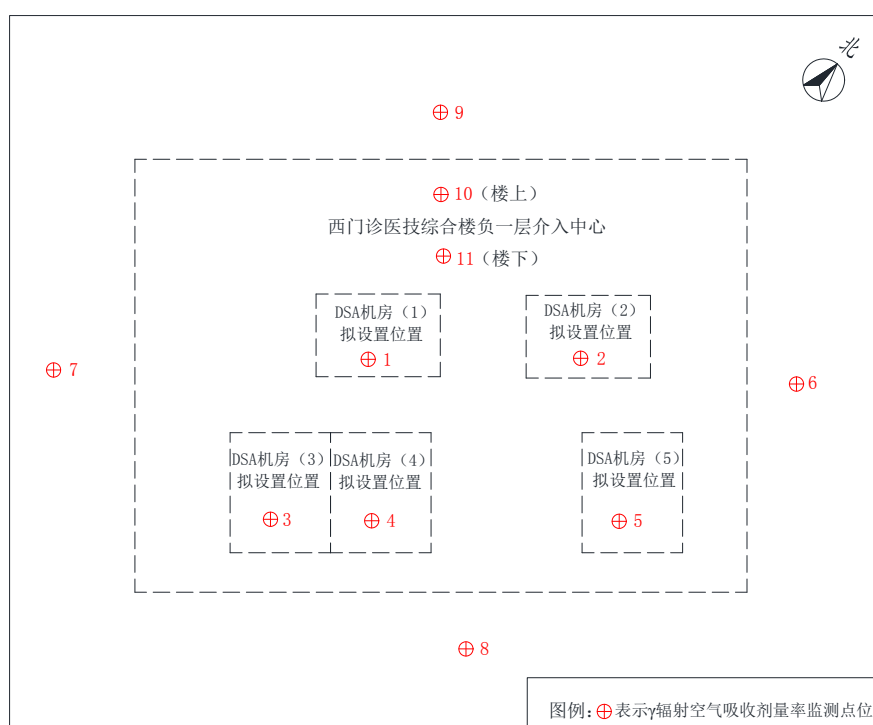 北
9
10（楼上）
西门诊医技综合楼负一层介入中心
11（楼下）
DSA机房（1）
拟设置位置
1
DSA机房（2）
拟设置位置
2
7
6
DSA机房（3）
拟设置位置
3
DSA机房（4）
拟设置位置
4
DSA机房（5）
拟设置位置
5
8
图例：表示γ辐射空气吸收剂量率监测点位